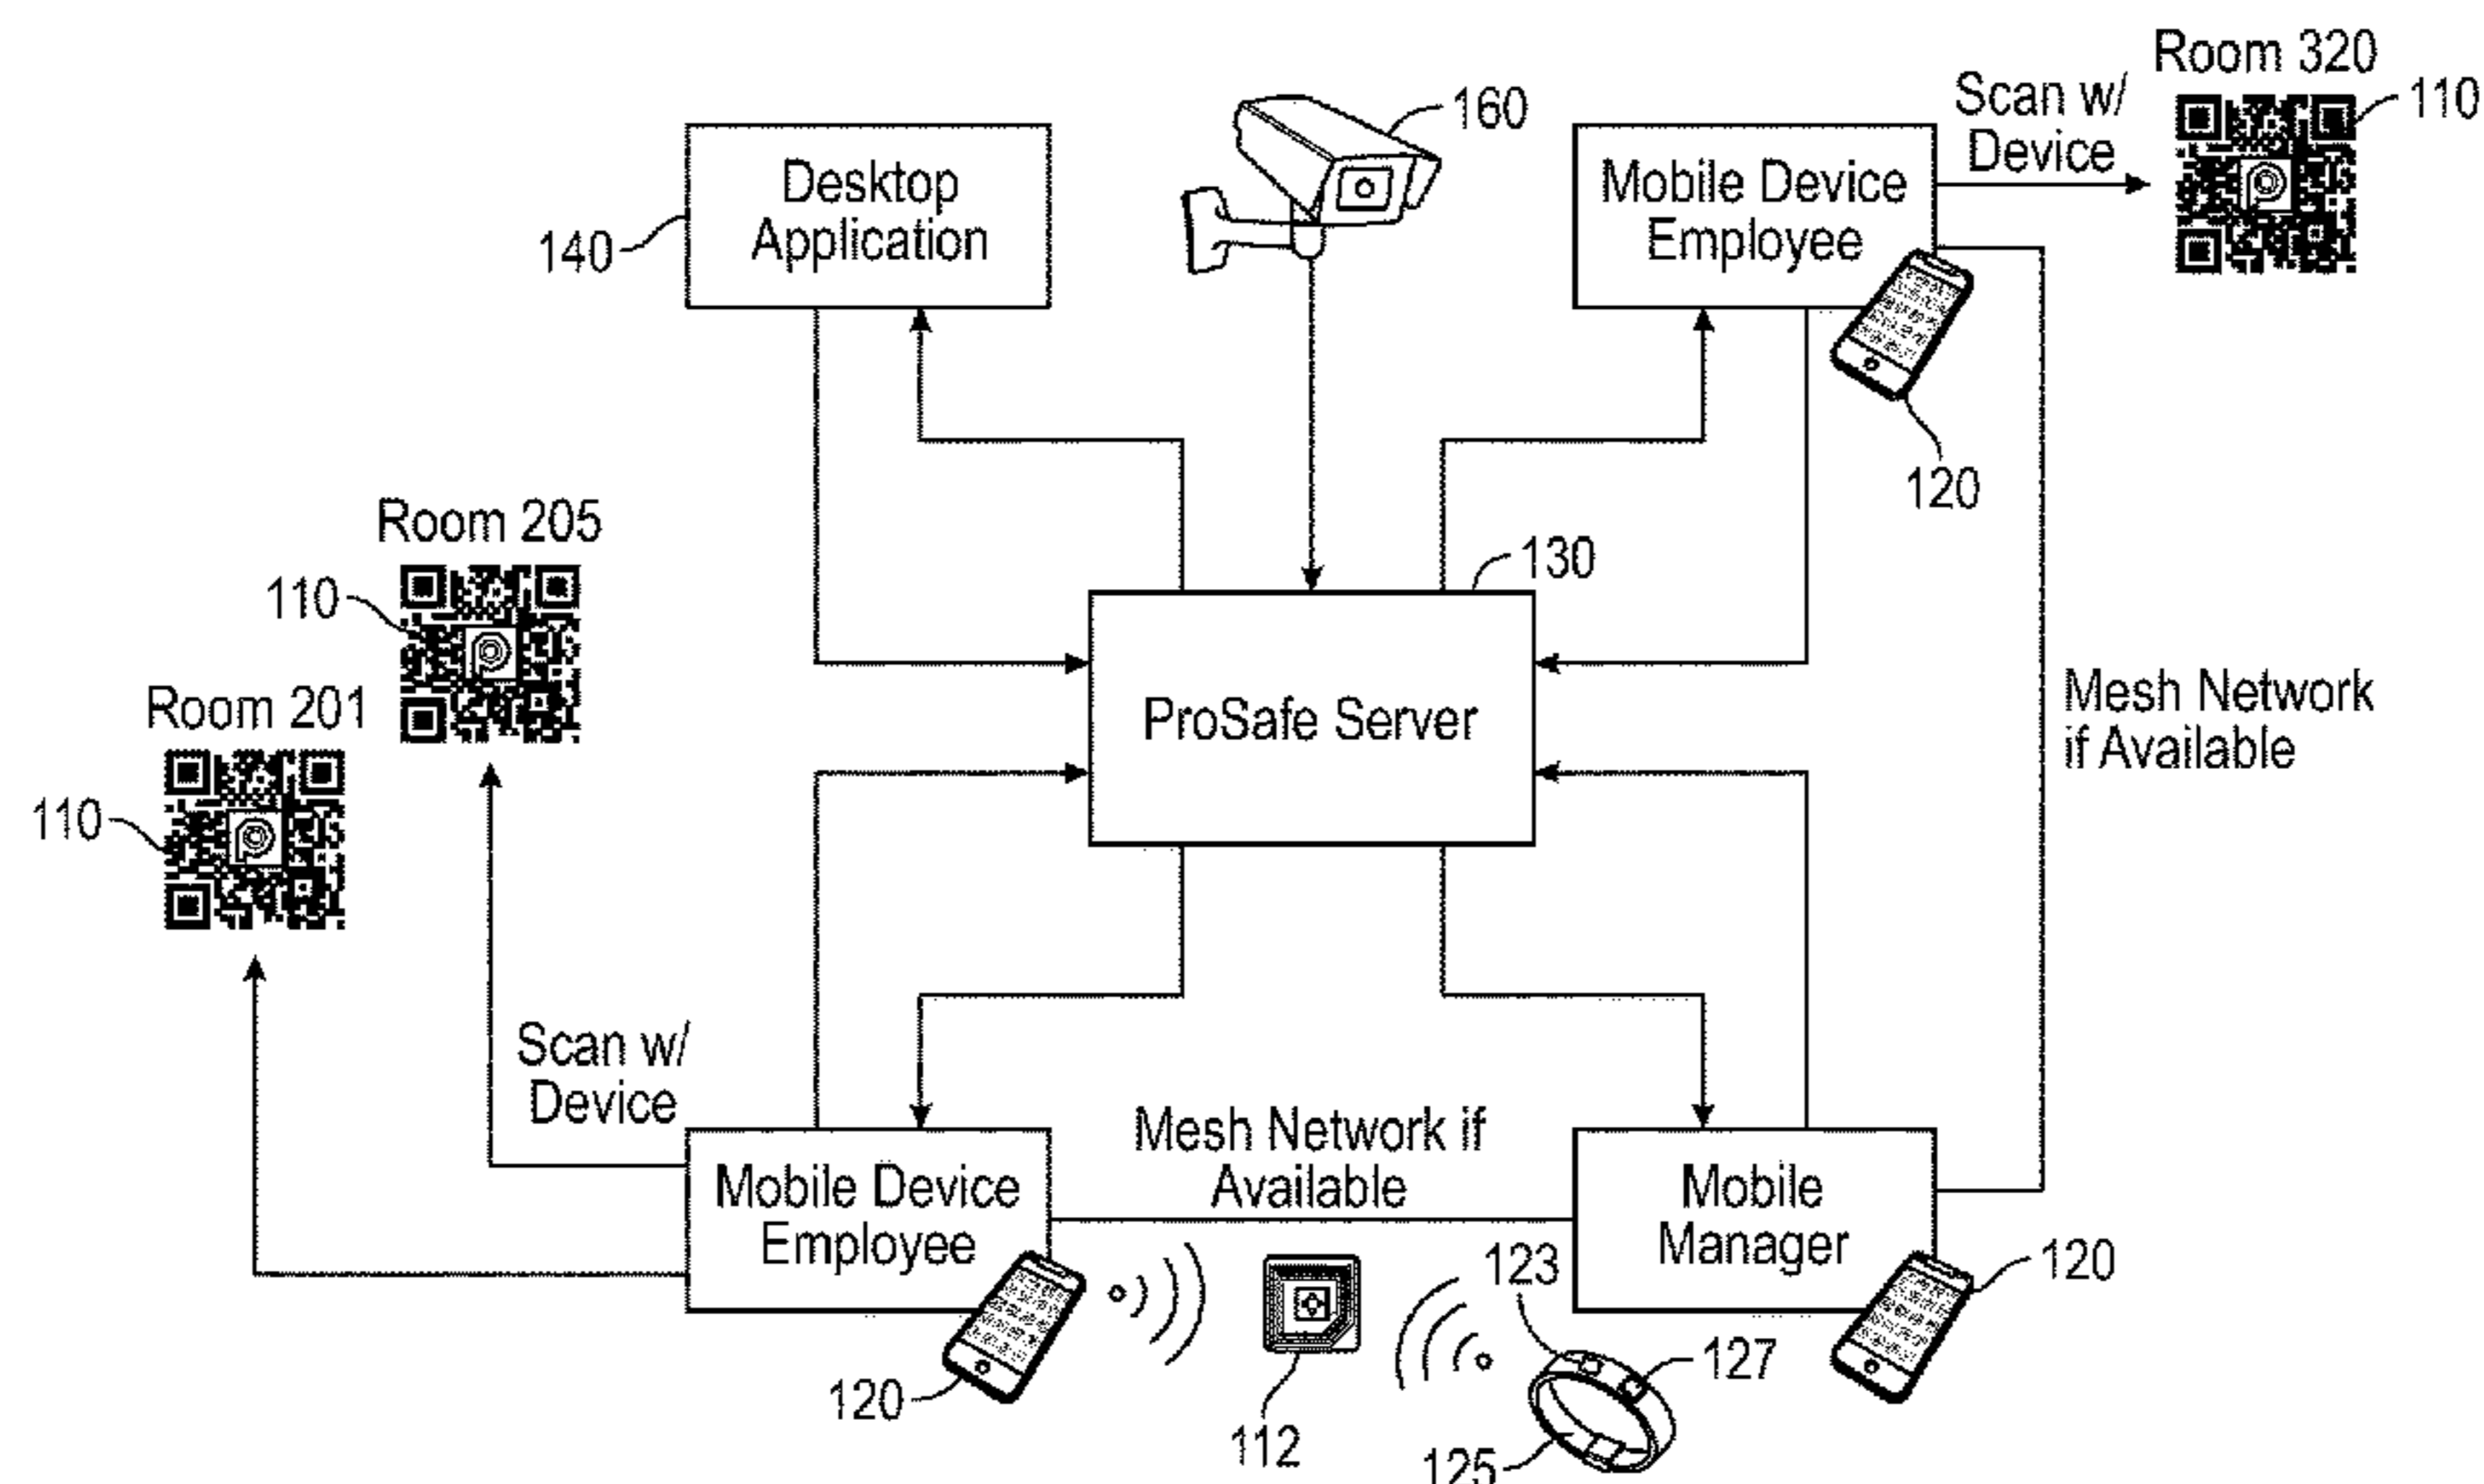 Room 320
Scan w/
Device
110
160
Desktop
Application
140
Mobile Device
Employee
120
Room 205
110
130
ProSafe Server
Room 201
110
Mesh Network
if Available
Scan w/
Device
Mobile Device
Employee
120
Mesh Network if
Available
Mobile
Manager
120
123
127
112
125